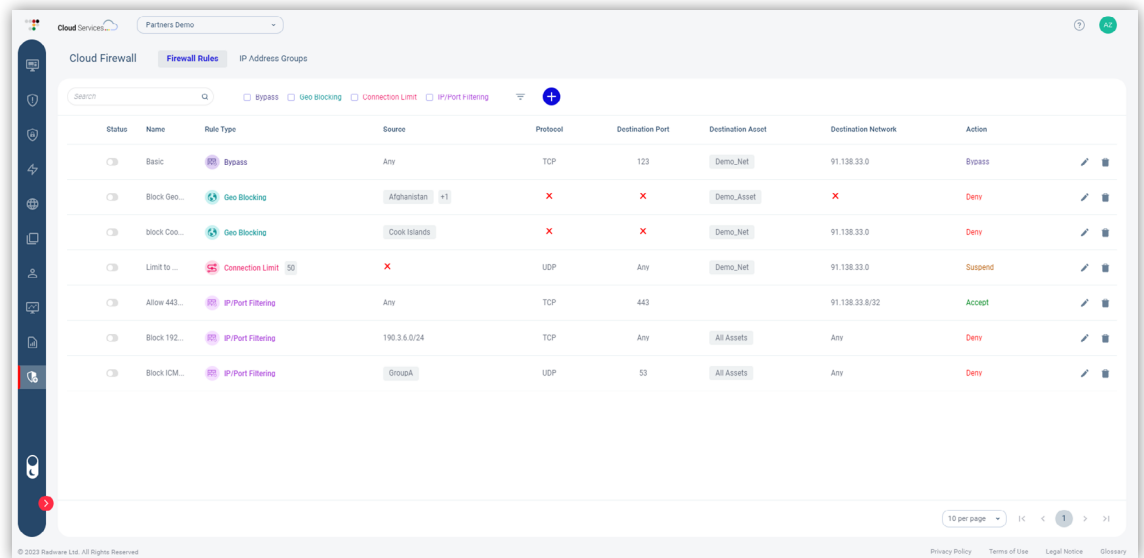 Cloud Services Partners Demo ? AZ
Cloud Firewall Firewall Rules IP Address Groups
Search Bypass Geo Blocking Connection Limit IP/Port Filtering
Status Name Rule Type Source Protocol Destination Port Destination Asset Destination Network Action
Basic Bypass Any TCP 123 Demo_Net 91.138.33.0 Bypass
Block Geo... Geo Blocking Afghanistan +1 Demo_Asset Deny
block Coo... Geo Blocking Cook Islands Demo_Net 91.138.33.0 Deny
Limit to ... Connection Limit 50 UDP Any Demo_Net 91.138.33.0 Suspend
Allow 443... IP/Port Filtering Any TCP 443 91.138.33.8/32 Accept
Block 192... IP/Port Filtering 190.3.6.0/24 TCP Any All Assets Any Deny
Block ICM... IP/Port Filtering GroupA UDP 53 All Assets Any Deny
10 per page 1
© 2023 Radware Ltd. All Rights Reserved Privacy Policy Terms of Use Legal Notice Glossary